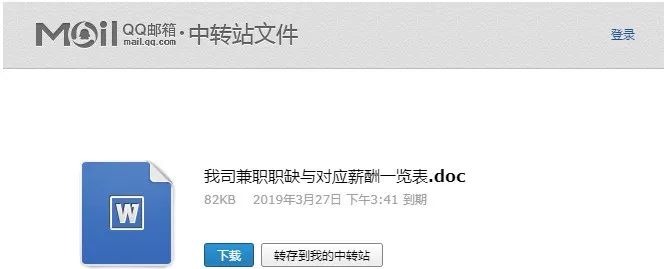 Mail QQ邮箱
mail.qq.com
·中转站文件
登录
W
我司兼职职缺与对应薪酬一览表.doc
82KB 2019年3月27日 下午3:41 到期
下载 转存到我的中转站